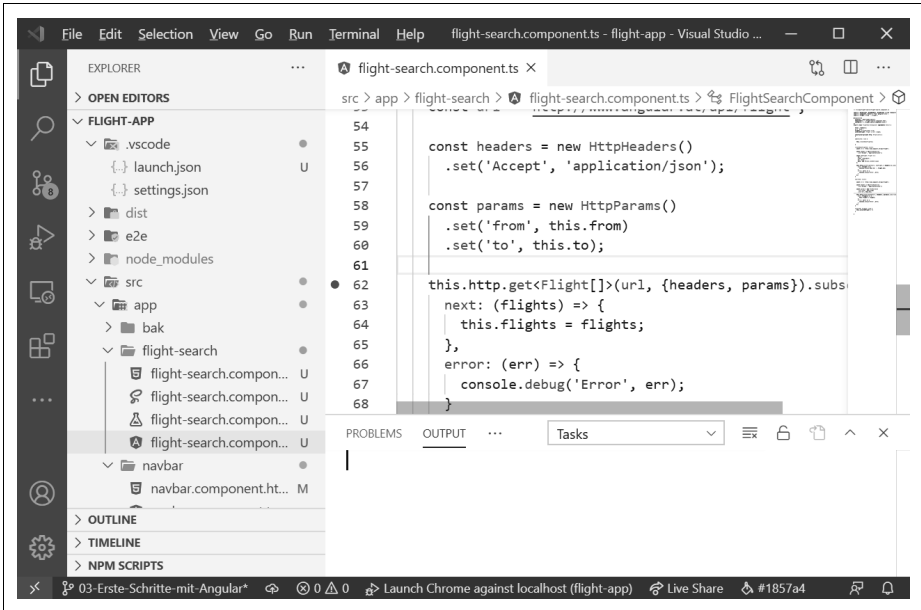 File Edit Selection View Go Run Terminal Help flight-search.component.ts - flight-app - Visual Studio ...
EXPLORER ...
OPEN EDITORS
FLIGHT-APP
.vscode
{..} launch.json U
{..} settings.json
dist
e2e
node_modules
src
app
bak
flight-search
flight-search.compon... U
flight-search.compon... U
flight-search.compon... U
flight-search.compon... U
navbar
navbar.component.ht... M
OUTLINE
TIMELINE
NPM SCRIPTS
8
flight-search.component.ts
src > app > flight-search > flight-search.component.ts > FlightSearchComponent >
54
55 const headers = new HttpHeaders()
56 .set('Accept', 'application/json');
57
58 const params = new HttpParams()
59 .set('from', this.from)
60 .set('to', this.to);
61
62 this.http.get<Flight[]>(url, {headers, params}).subs
63 next: (flights) => {
64 this.flights = flights;
65 },
66 error: (err) => {
67 console.debug('Error', err);
68 }
PROBLEMS OUTPUT ... Tasks
03-Erste-Schritte-mit-Angular* 0 0 Launch Chrome against localhost (flight-app) Live Share #1857a4